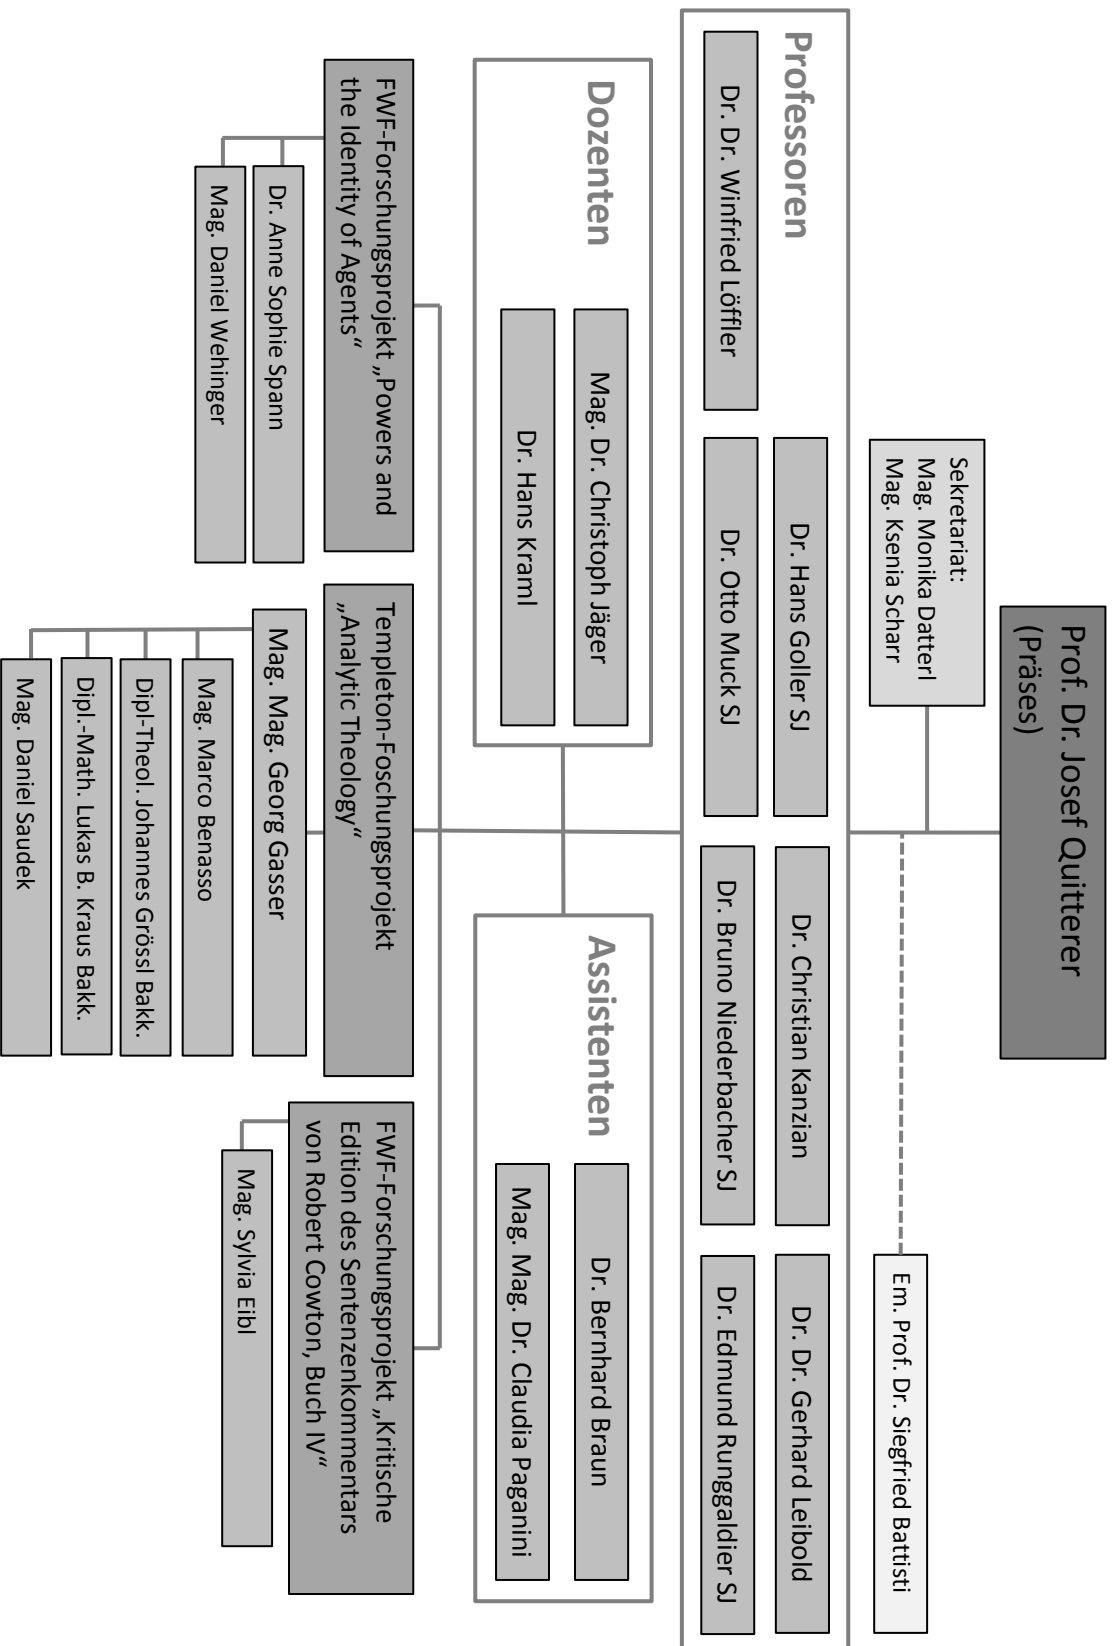 Prof. Dr. Josef Quitterer
(Präses)
Sekretariat:
Mag. Monika Datterl
Mag. Ksenia Scharr
Em. Prof. Dr. Siegfried Battisti
Professoren
Dr. Hans Goller SJ
Dr. Christian Kanzian
Dr. Dr. Gerhard Leibold
Dr. Dr. Winfried Löffler
Dr. Otto Muck SJ
Dr. Bruno Niederbacher SJ
Dr. Edmund Runggaldier SJ
Dozenten
Mag. Dr. Christoph Jäger
Dr. Hans Kraml
Assistenten
Dr. Bernhard Braun
Mag. Mag. Dr. Claudia Paganini
FWF-Forschungsprojekt „Powers and
the Identity of Agents“
Dr. Anne Sophie Spann
Mag. Daniel Wehinger
Templeton-Foschungsprojekt
„Analytic Theology“
Mag. Mag. Georg Gasser
Mag. Marco Benasso
Dipl-Theol. Johannes Grössl Bakk.
Dipl.-Math. Lukas B. Kraus Bakk.
Mag. Daniel Saudek
FWF-Forschungsprojekt „Kritische
Edition des Sentenzenkommentars
von Robert Cowton, Buch IV“
Mag. Sylvia Eibl